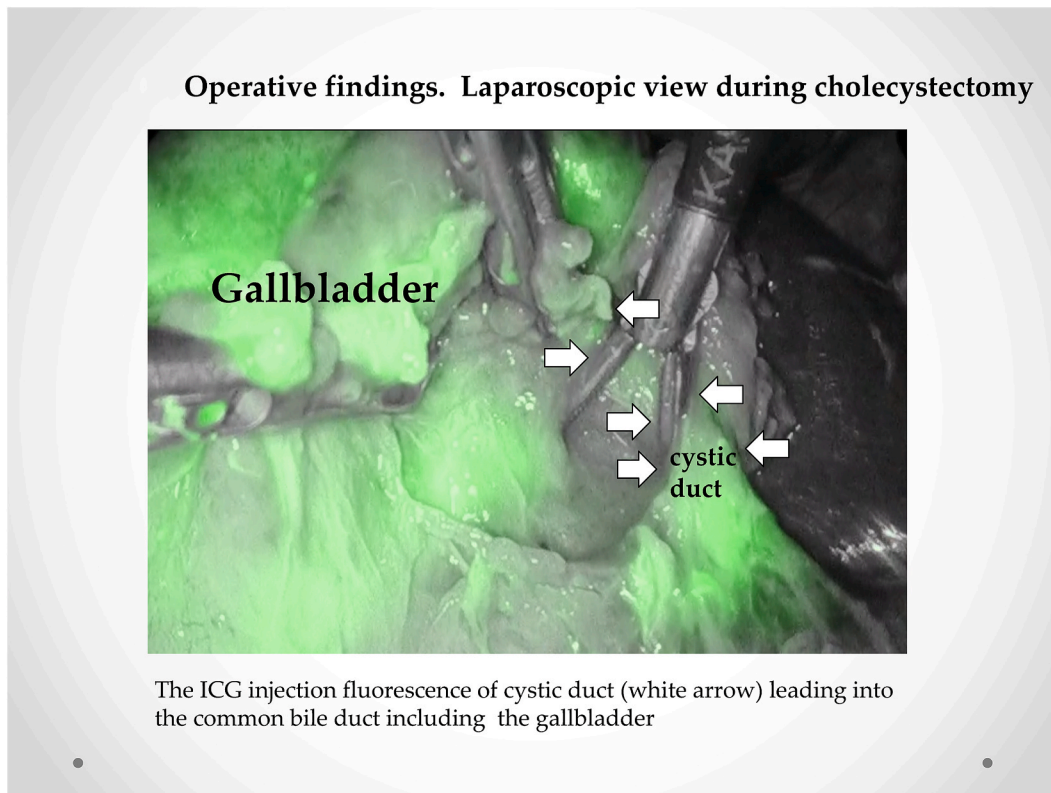 Operative findings.  Laparoscopic view during cholecystectomy
Gallbladder
cystic
duct
The ICG injection fluorescence of cystic duct (white arrow) leading into
the common bile duct including  the gallbladder